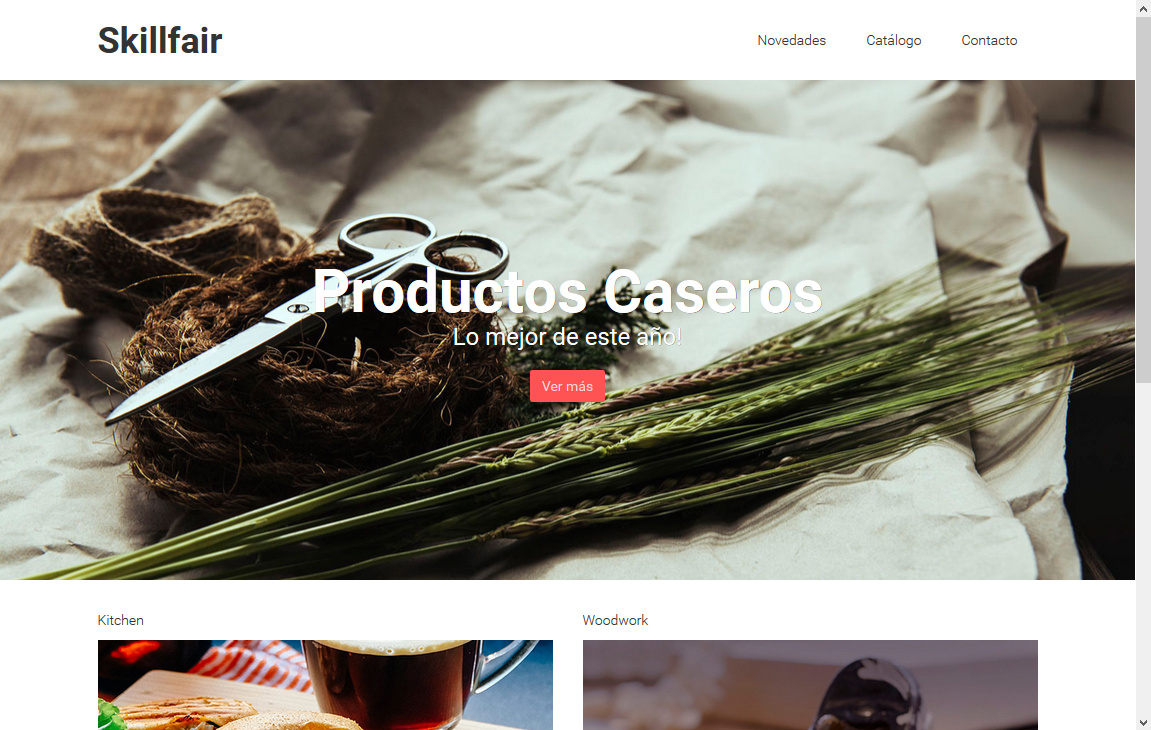 Skillfair
Novedades Catálogo Contacto
Productos Caseros
Lo mejor de este año!
Ver más
Kitchen
Woodwork